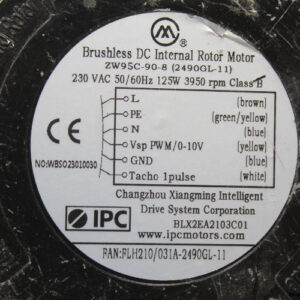 ®
Brushless DC Internal Rotor Motor
ZW95C-90-8 (2490GL-11)
230 VAC 50/60Hz 125W 3950 rpm Class B
L (brown)
PE (green/yellow)
N (blue)
Vsp PWM/0-10V (yellow)
GND (blue)
Tacho 1pulse (white)
CE
NO:WBSO23010030
Changzhou Xiangming Intelligent
Drive System Corporation
IPC
BLX2EA2103C01
www.ipcmotors.com
FAN:FLH210/031A-2490GL-11